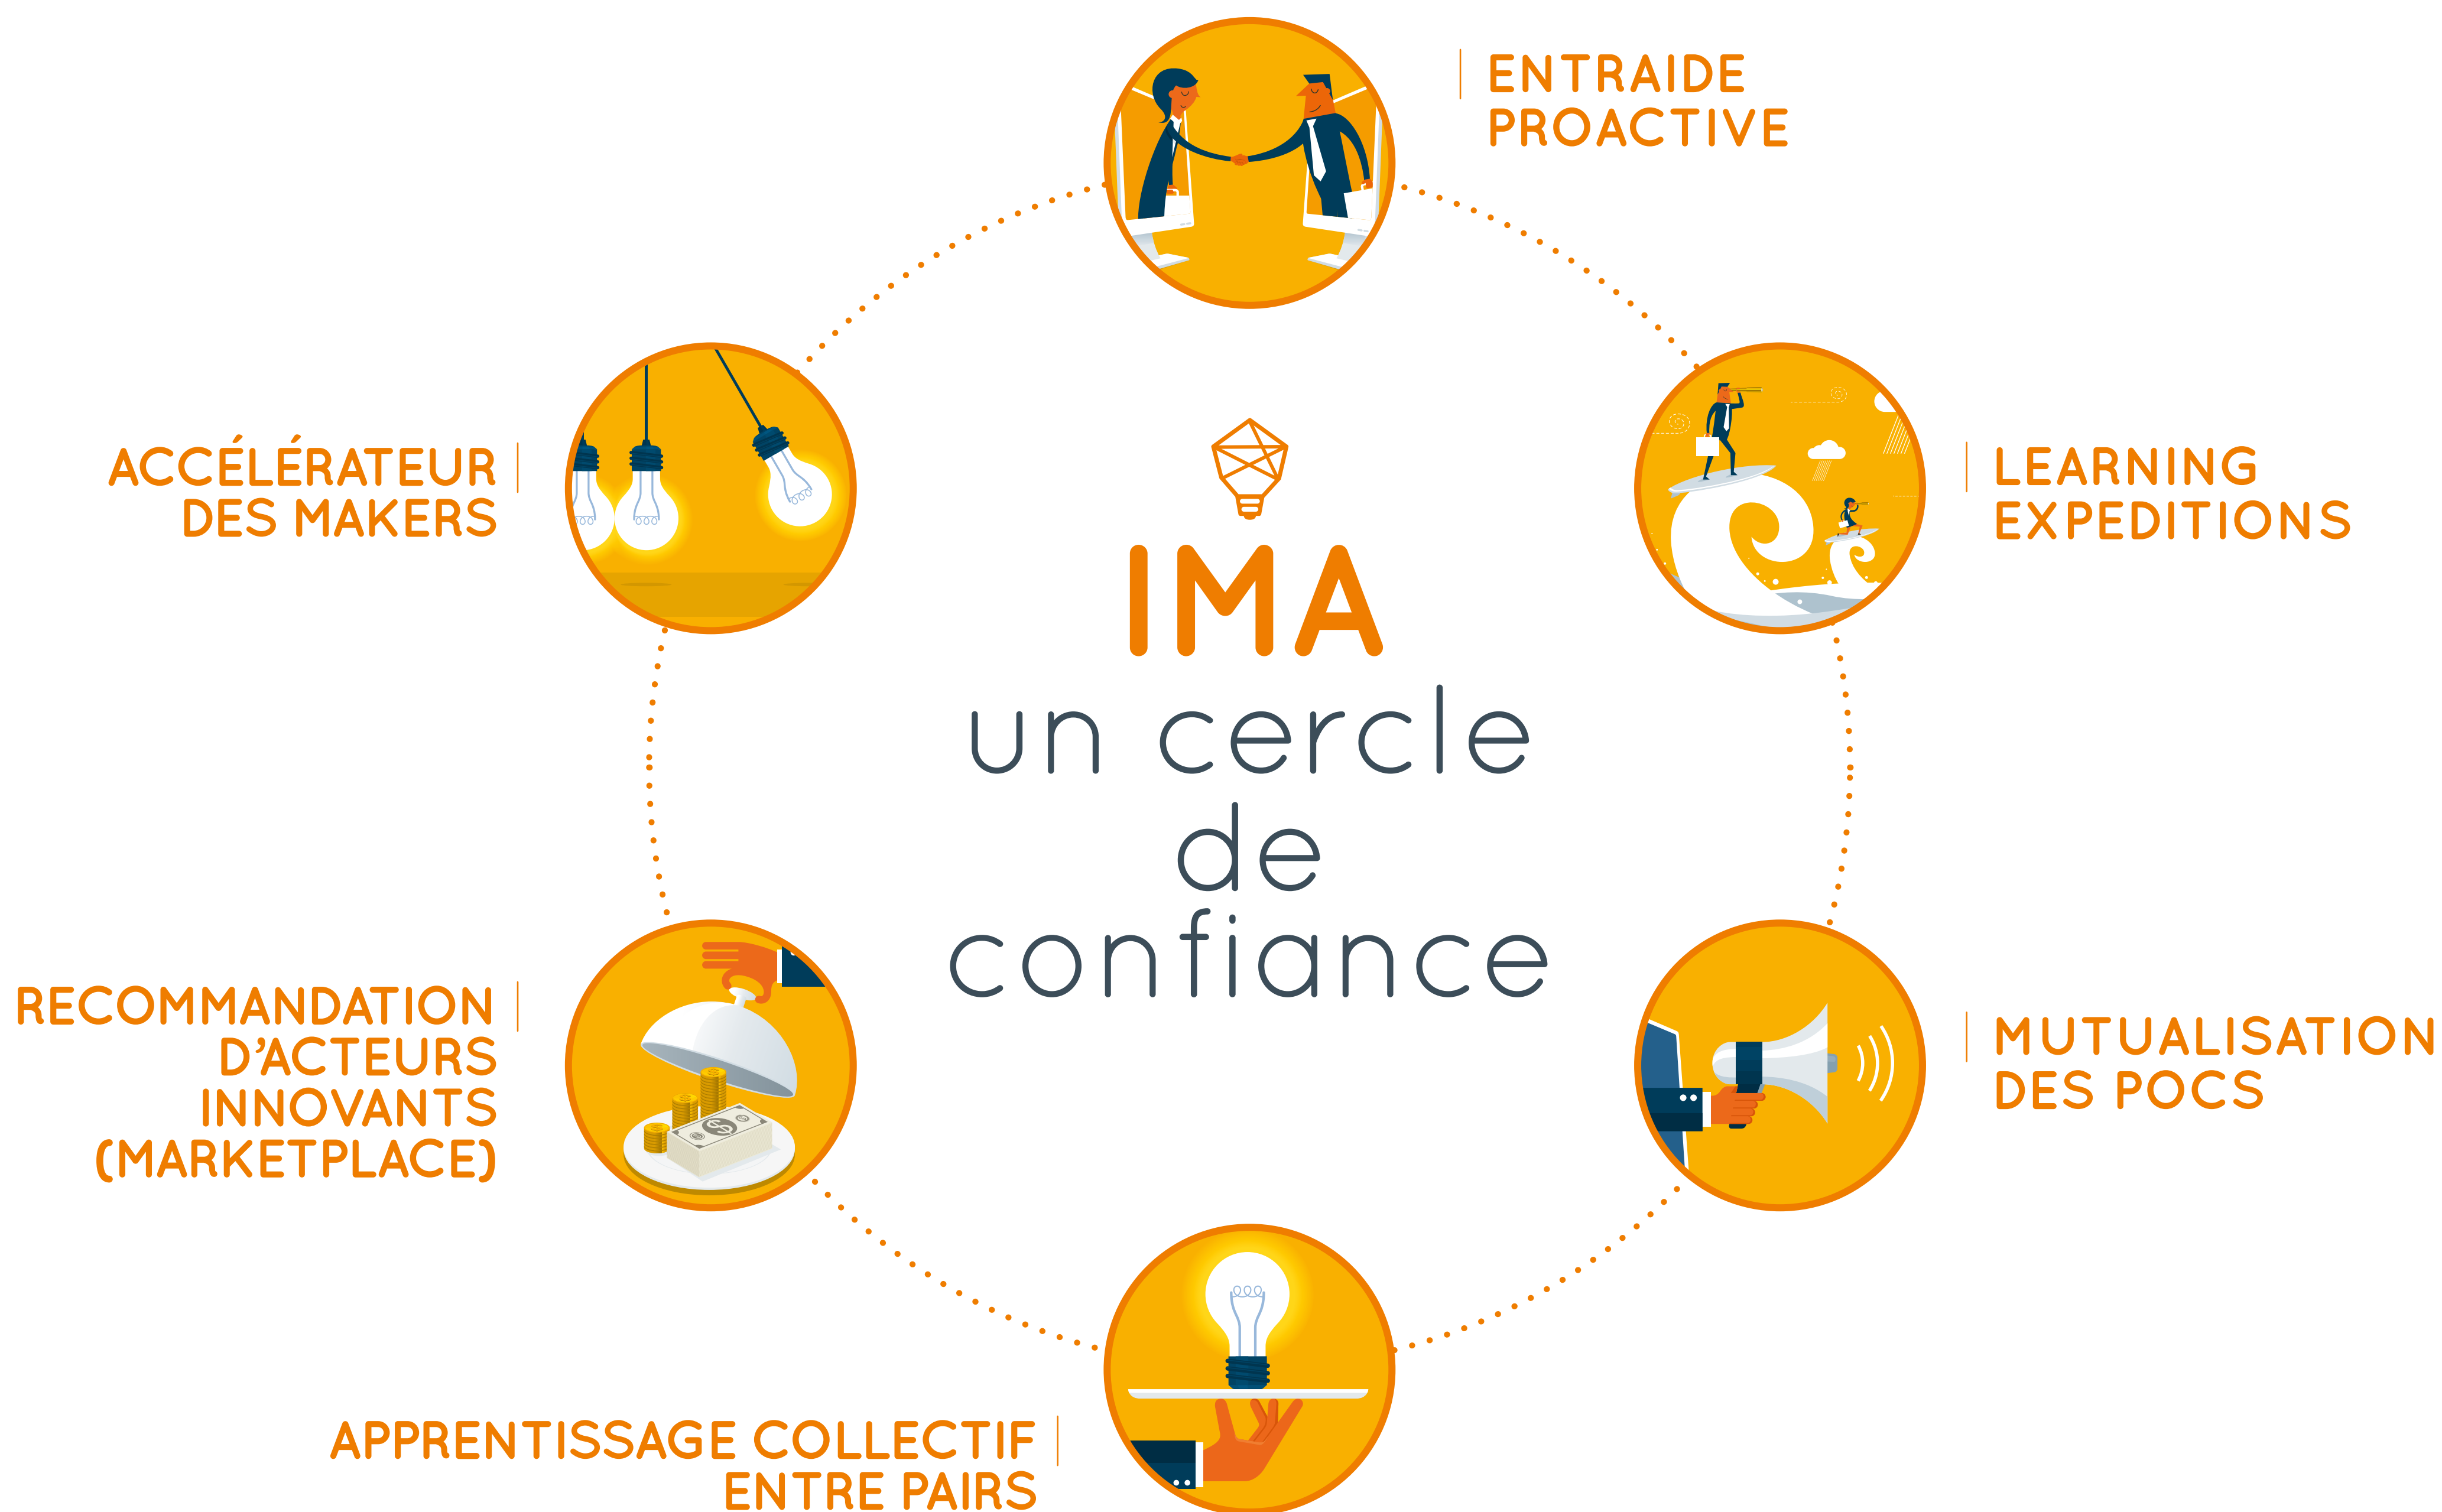 ENTRAIDE
PROACTIVE
ACCÉLÉRATEUR
DES MAKERS
LEARNING
EXPEDITIONS
IMA
un cercle
de
confiance
RECOMMANDATION
D'ACTEURS
INNOVANTS
(MARKETPLACE)
MUTUALISATION
DES POCS
APPRENTISSAGE COLLECTIF
ENTRE PAIRS